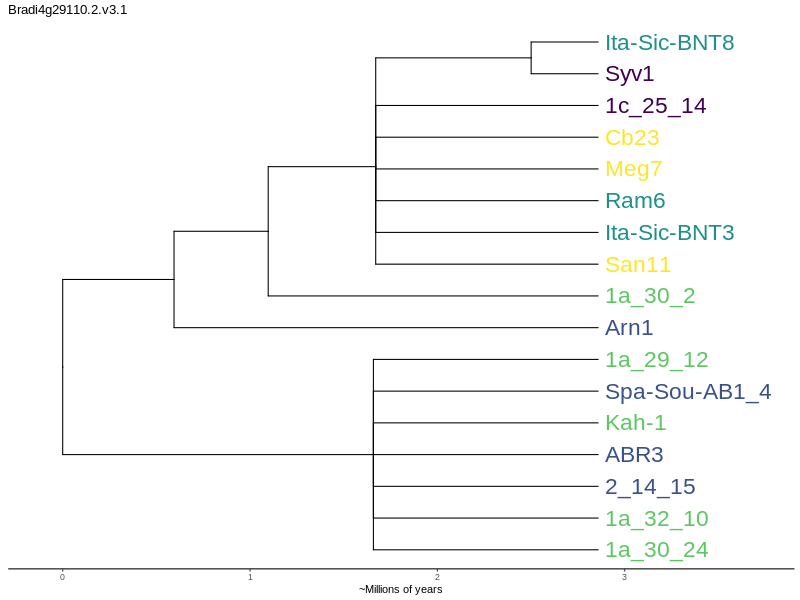 Bradi4g29110.2.v3.1
Ita-Sic-BNT8
Syv1
1c_25_14
Cb23
Meg7
Ram6
Ita-Sic-BNT3
San11
1a_30_2
Arn1
1a_29_12
Spa-Sou-AB1_4
Kah-1
ABR3
2_14_15
1a_32_10
1a_30_24
0 1 2 3
~Millions of years